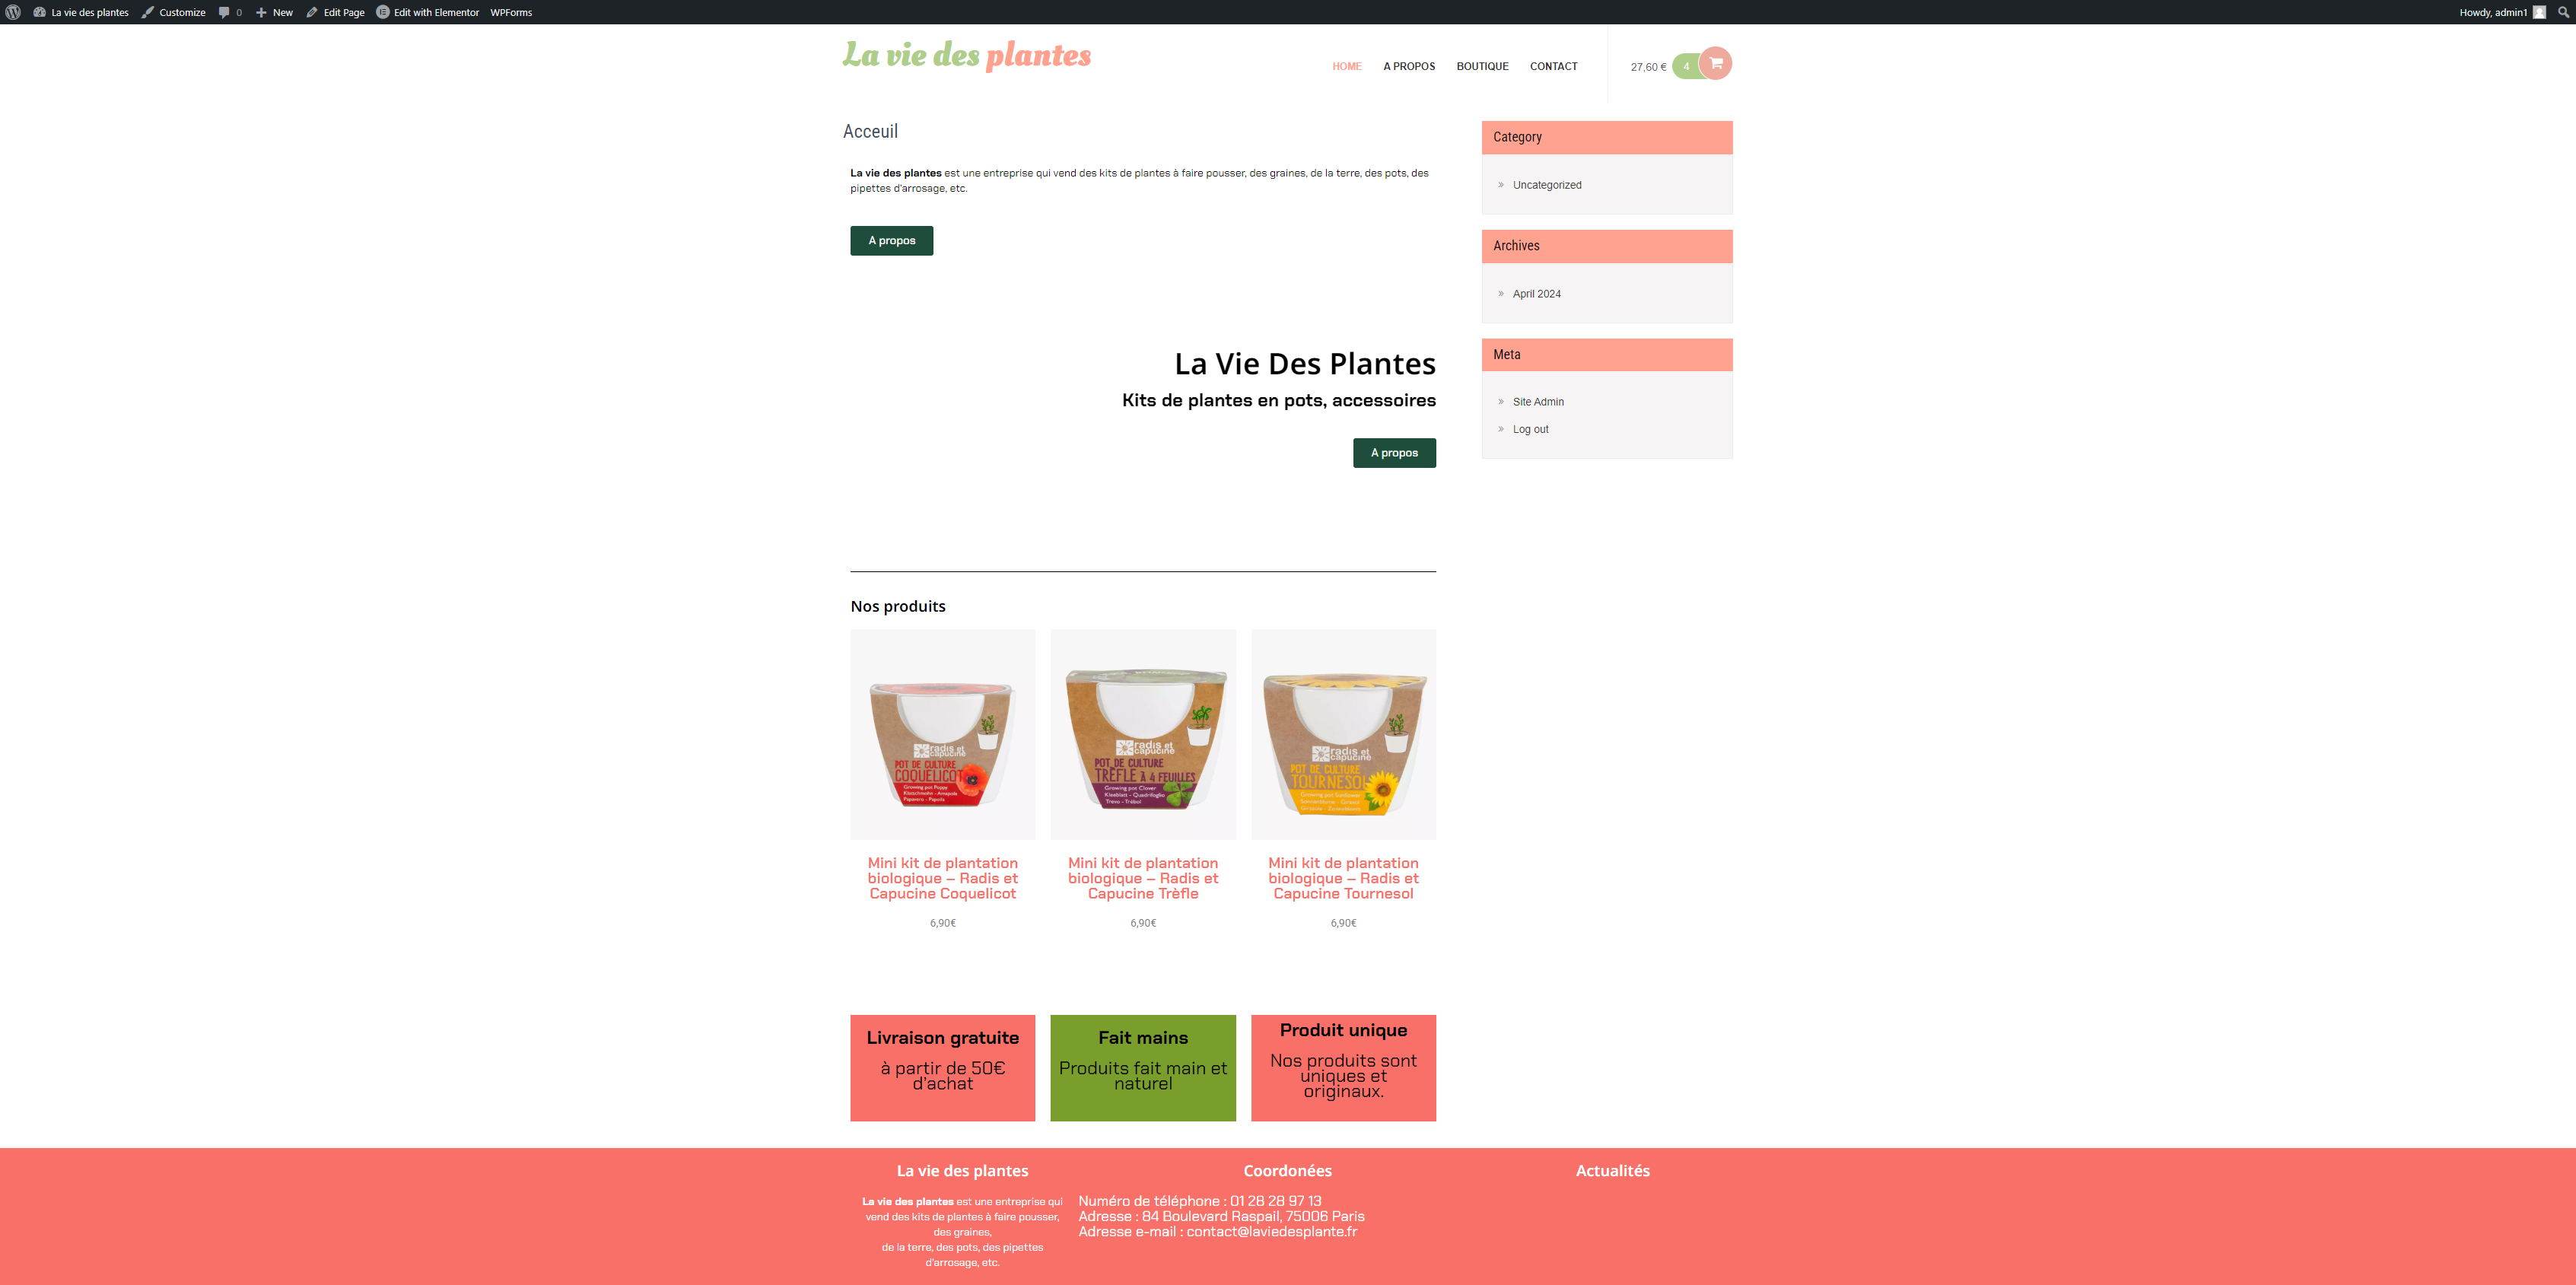 La vie des plantes Customize 0 New Edit Page Edit with Elementor WPForms Howdy, admin1
La vie des plantes
HOME A PROPOS BOUTIQUE CONTACT 27,60 € 4
Acceuil
La vie des plantes est une entreprise qui vend des kits de plantes à faire pousser, des graines, de la terre, des pots, des
pipettes d'arrosage, etc.
A propos
La Vie Des Plantes
Kits de plantes en pots, accessoires
A propos
Category
Uncategorized
Archives
April 2024
Meta
Site Admin
Log out
Nos produits
radis et
capucine
POT DE CULTURE
COQUELICOT
Growing pot Poppy
Klatschmohn - Amapola
Papavero - Papoila
radis et
capucine
POT DE CULTURE
TRÈFLE À 4 FEUILLES
Growing pot Clover
Kleeblatt - Quadrifoglio
Trevo - Trébol
radis et
capucine
POT DE CULTURE
TOURNESOL
Growing pot Sunflower
Mini kit de plantation
biologique – Radis et
Capucine Coquelicot
6,90€
Mini kit de plantation
biologique – Radis et
Capucine Trèfle
6,90€
Mini kit de plantation
biologique – Radis et
Capucine Tournesol
6,90€
Livraison gratuite
à partir de 50€
d'achat
Fait mains
Produits fait main et
naturel
Produit unique
Nos produits sont
uniques et
originaux.
La vie des plantes
La vie des plantes est une entreprise qui
vend des kits de plantes à faire pousser,
des graines,
de la terre, des pots, des pipettes
d'arrosage, etc.
Coordonées
Numéro de téléphone : 01 28 28 97 13
Adresse : 84 Boulevard Raspail, 75006 Paris
Adresse e-mail : contact@laviedesplante.fr
Actualités